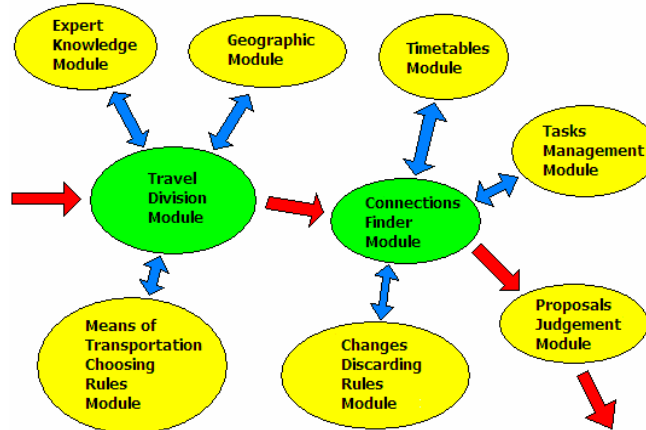 Expert
Knowledge
Module
Geographic
Module
Timetables
Module
Tasks
Management
Module
Travel
Division
Module
Connections
Finder
Module
Means of
Transportation
Choosing
Rules
Module
Changes
Discarding
Rules
Module
Proposals
Judgement
Module